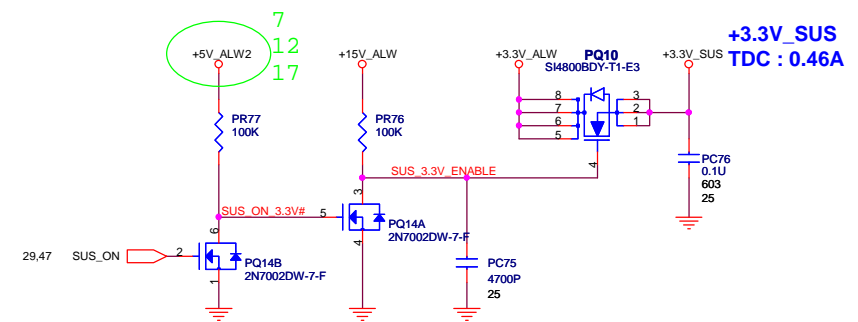 7
12
17
+5V_ALW2
+15V_ALW
+3.3V_ALW
PQ10
SI4800BDY-T1-E3
+3.3V_SUS
+3.3V_SUS
TDC : 0.46A
8
7
6
5
3
2
1
4
PR77
100K
PR76
100K
PC76
0.1U
603
25
SUS_3.3V_ENABLE
3
SUS_ON_3.3V#
5
PQ14A
2N7002DW-7-F
4
6
29,47
SUS_ON
2
PQ14B
2N7002DW-7-F
1
PC75
4700P
25